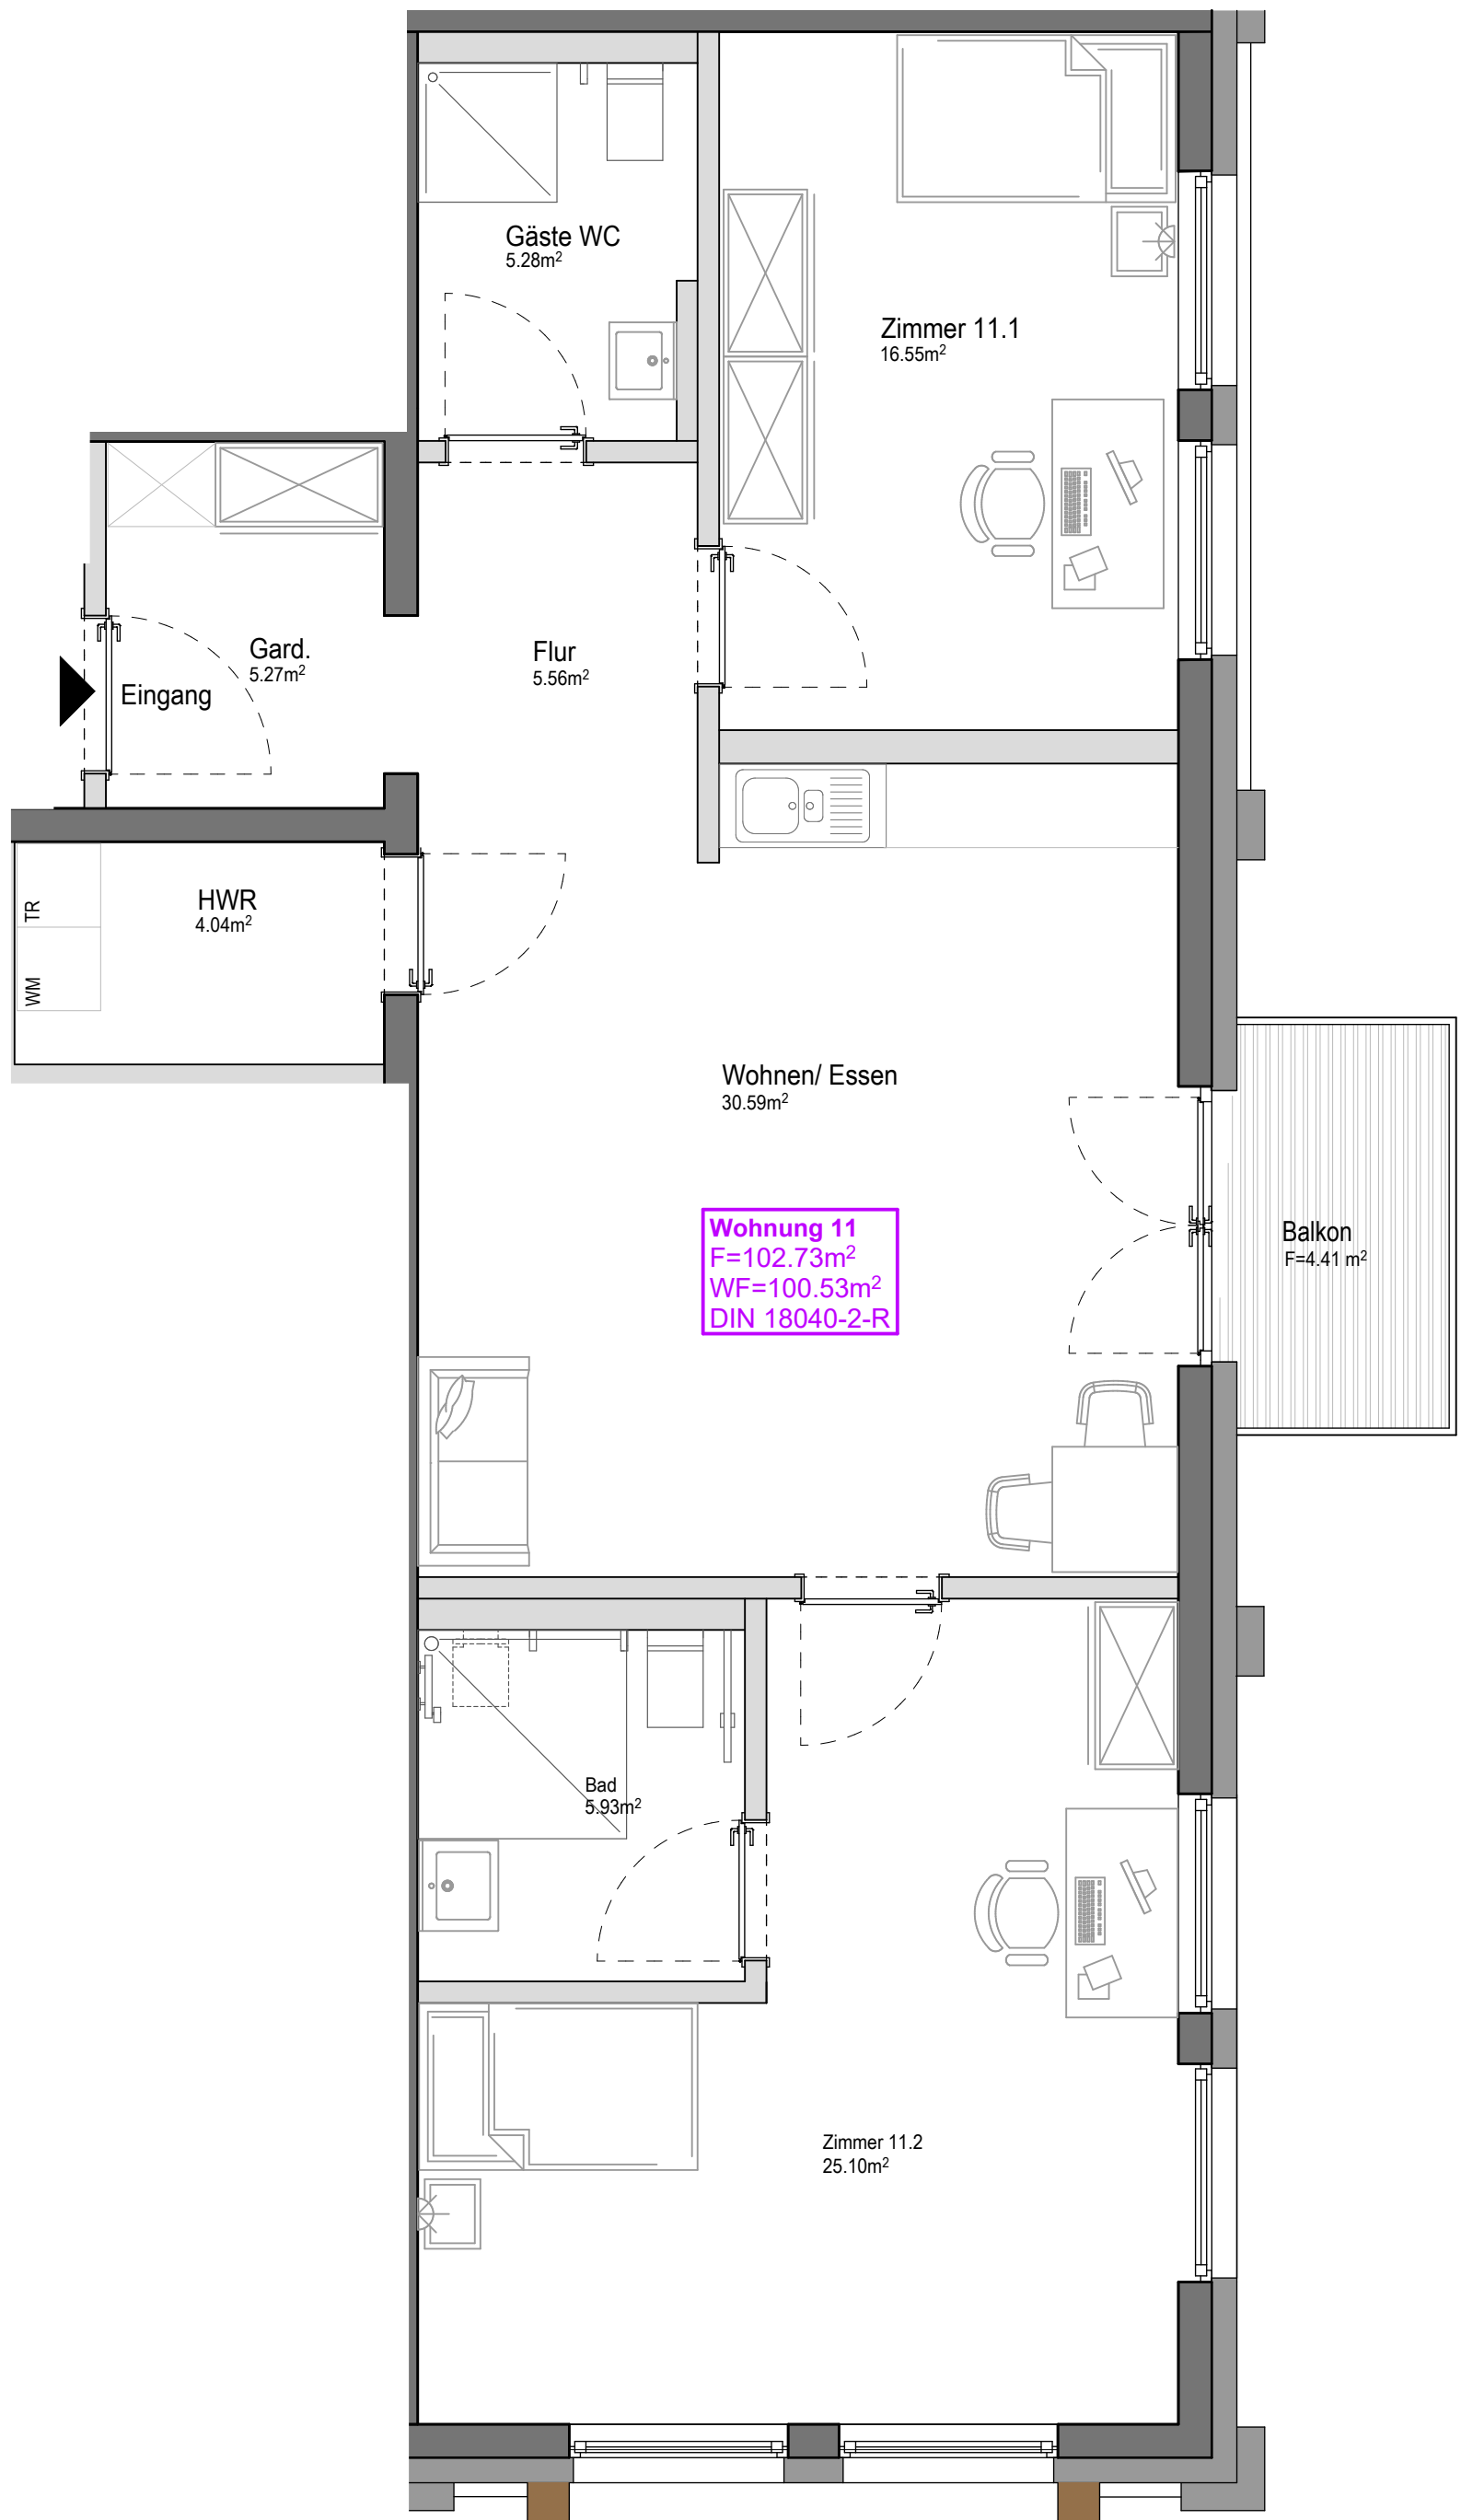 Gäste WC
5.28m²
Zimmer 11.1
16.55m²
Gard.
5.27m²
Eingang
Flur
5.56m²
HWR
4.04m²
TR
WM
Wohnen/ Essen
30.59m²
Wohnung 11
F=102.73m²
WF=100.53m²
DIN 18040-2-R
Balkon
F=4.41 m²
Bad
5.93m²
Zimmer 11.2
25.10m²